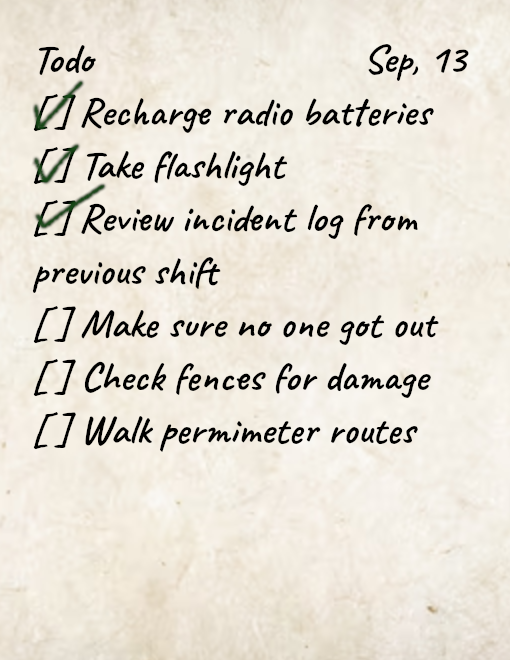 Todo Sep, 13
[✓] Recharge radio batteries
[✓] Take flashlight
[✓] Review incident log from
previous shift
[ ] Make sure no one got out
[ ] Check fences for damage
[ ] Walk permimeter routes